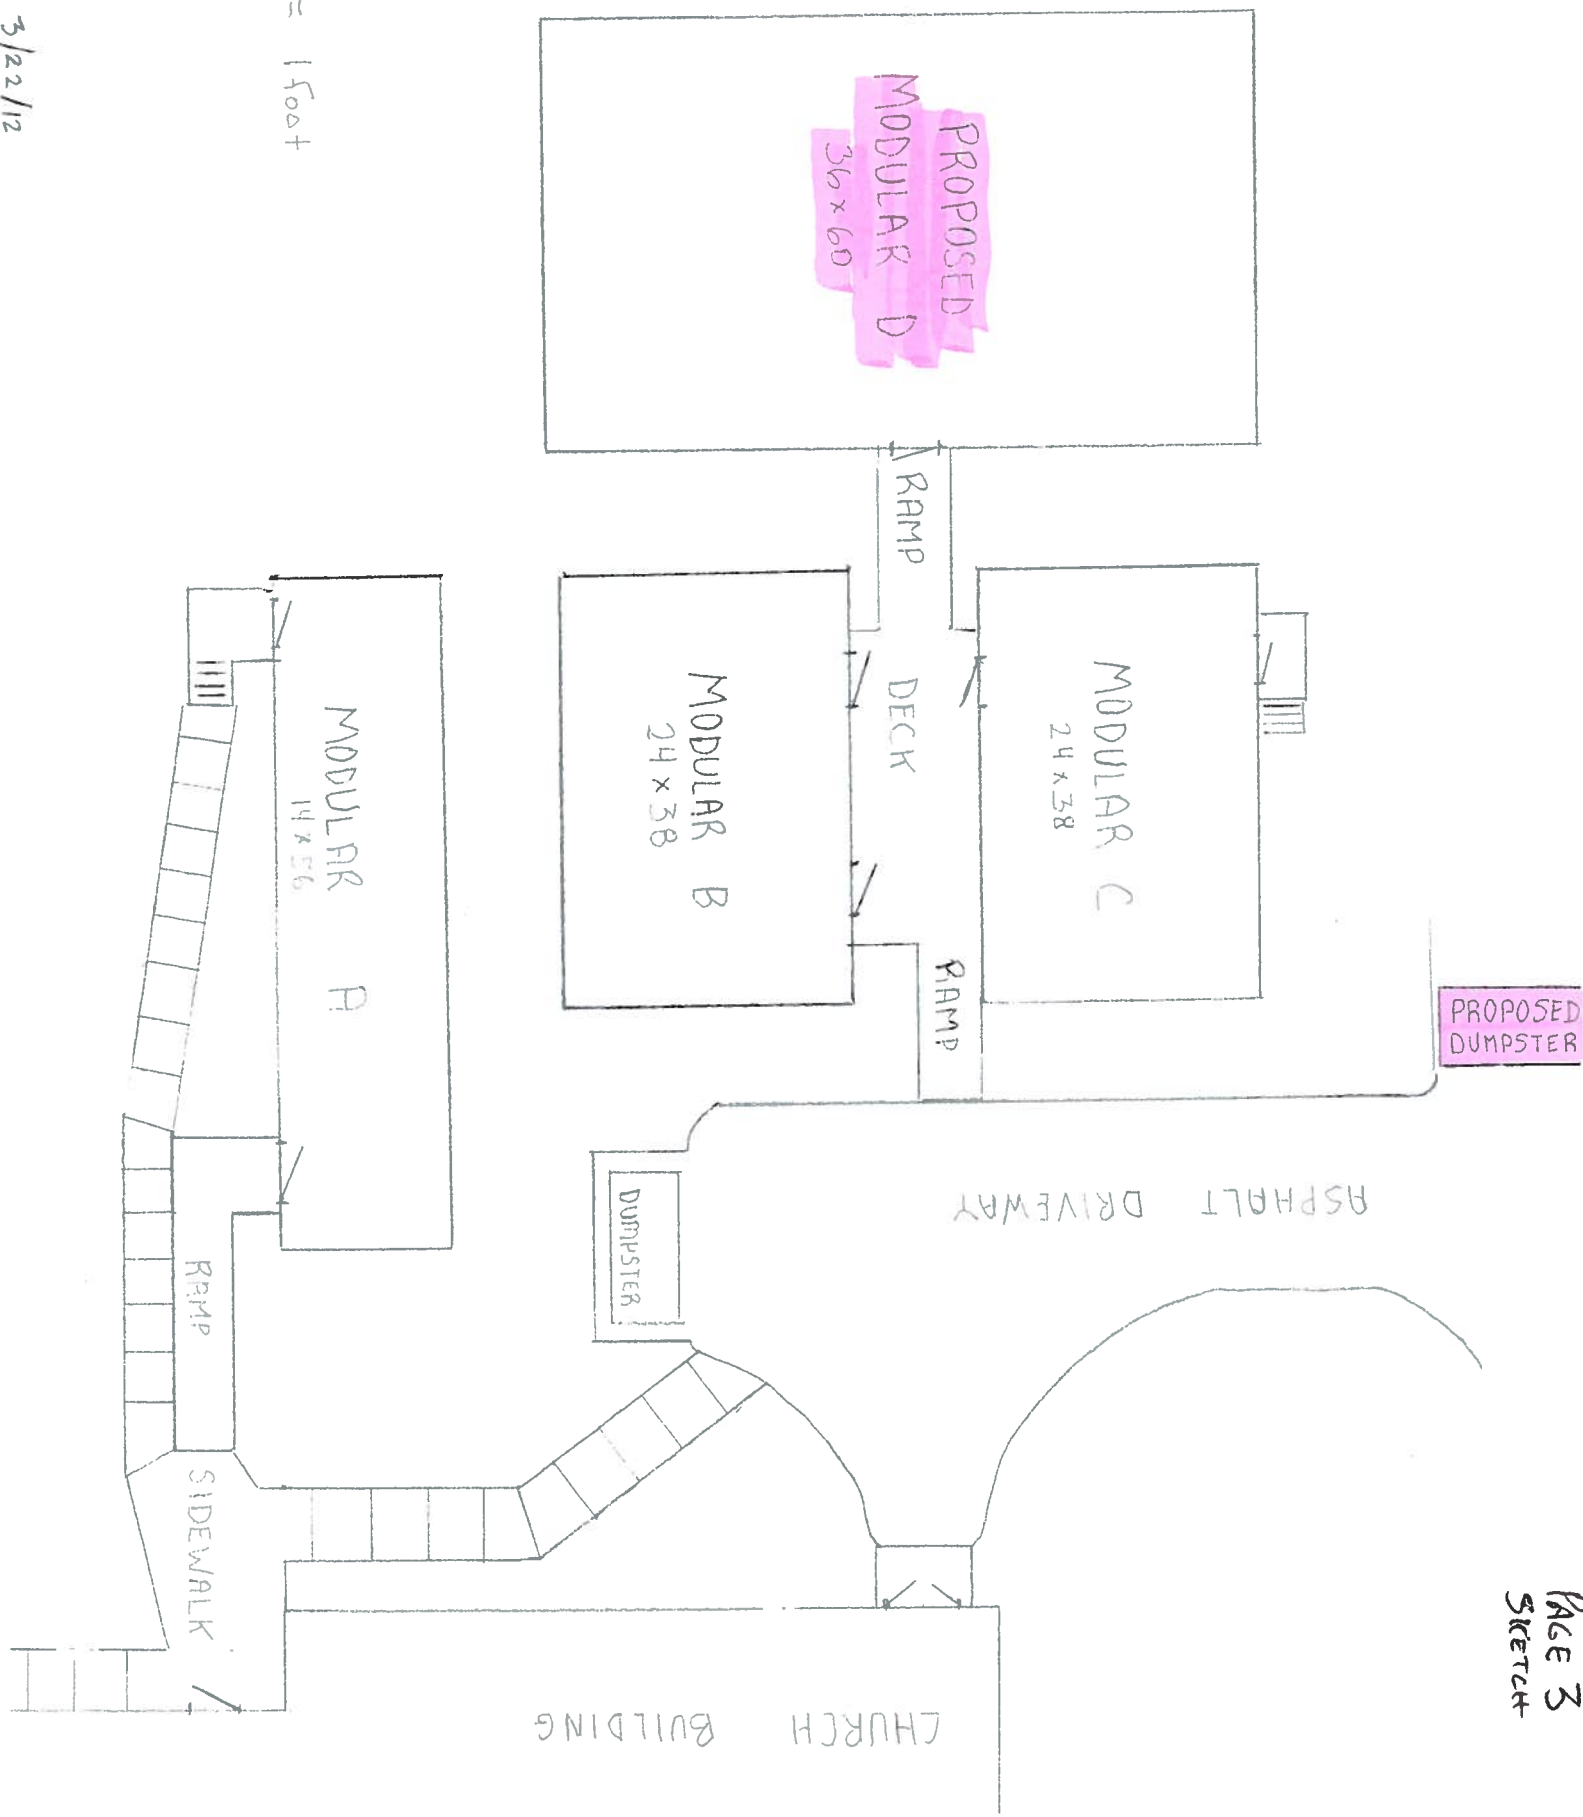 PAGE 3
SKETCH
PROPOSED
DUMPSTER
PROPOSED
MODULAR D
36 x 60
RAMP
MODULAR C
24 x 38
DECK
RAMP
MODULAR B
24 x 38
MODULAR A
14 x 56
ASPHALT DRIVEWAY
DUMPSTER
RAMP
SIDEWALK
CHURCH BUILDING
= 1 foot
3/22/12